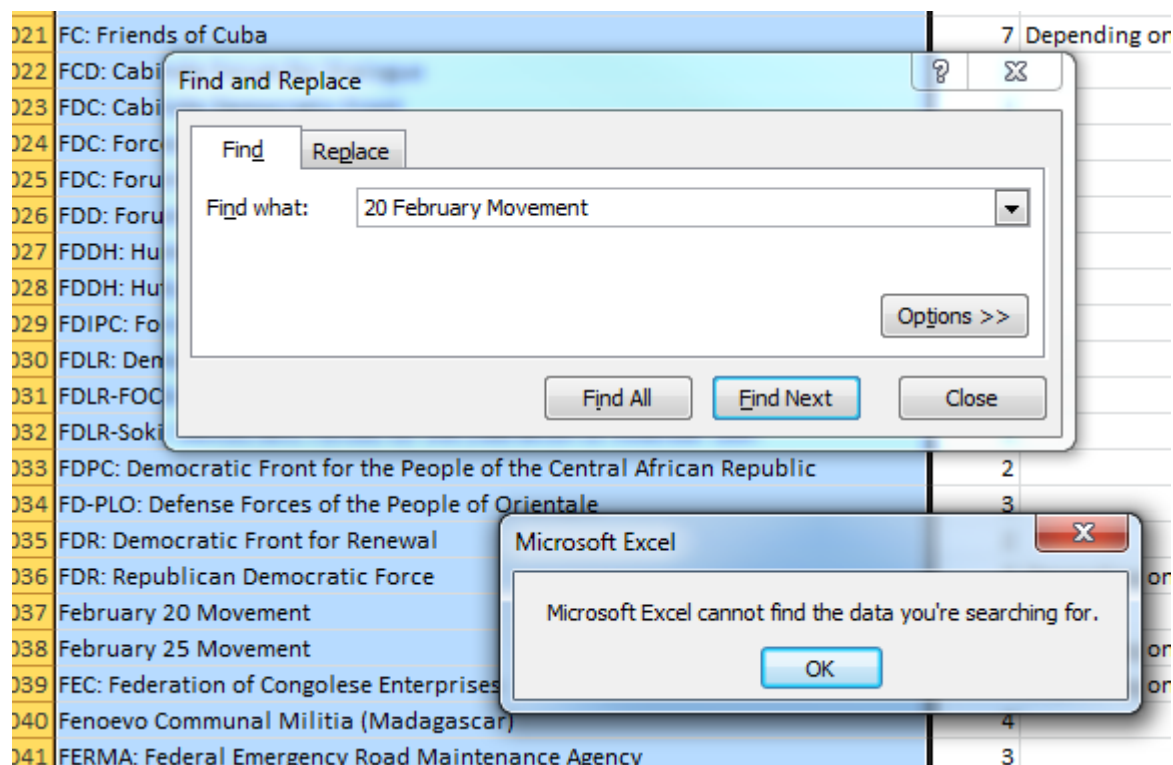 021 FC: Friends of Cuba 7 Depending on
022 FCD: Cabi
Find and Replace
023 FDC: Cabi
024 FDC: Forc
Find Replace
025 FDC: Foru
026 FDD: Foru
Find what: 20 February Movement
027 FDDH: Hu
028 FDDH: Hut
029 FDIPC: Fo
Options >>
030 FDLR: Dem
031 FDLR-FOC
Find All Find Next Close
032 FDLR-Soki
033 FDPC: Democratic Front for the People of the Central African Republic 2
034 FD-PLO: Defense Forces of the People of Orientale 3
035 FDR: Democratic Front for Renewal
Microsoft Excel
036 FDR: Republican Democratic Force on
037 February 20 Movement
Microsoft Excel cannot find the data you're searching for.
038 February 25 Movement on
OK
039 FEC: Federation of Congolese Enterprises on
040 Fenoevo Communal Militia (Madagascar) 4
041 FERMA: Federal Emergency Road Maintenance Agency 3